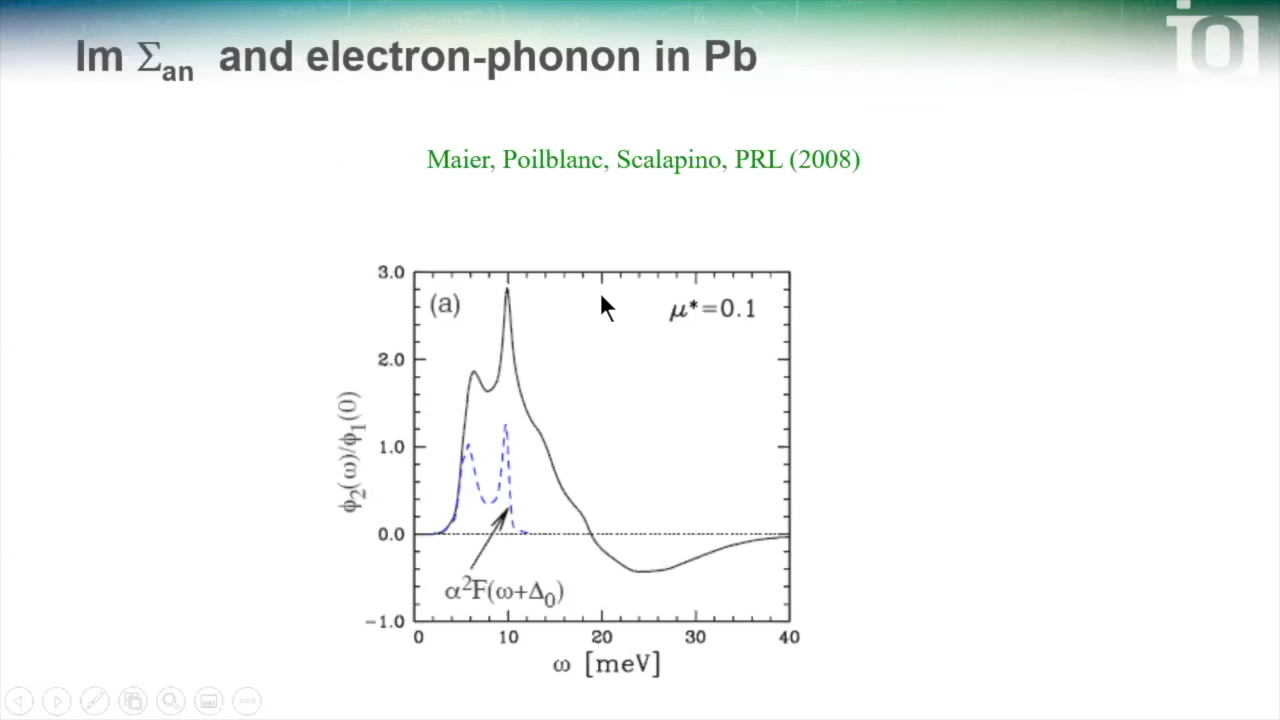 Im Σan and electron-phonon in Pb
Maier, Poilblanc, Scalapino, PRL (2008)
(a)
μ*=0.1
3.0
2.0
1.0
0.0
−1.0
ϕ2(ω)/ϕ1(0)
α²F(ω+Δ0)
0 10 20 30 40
ω [meV]